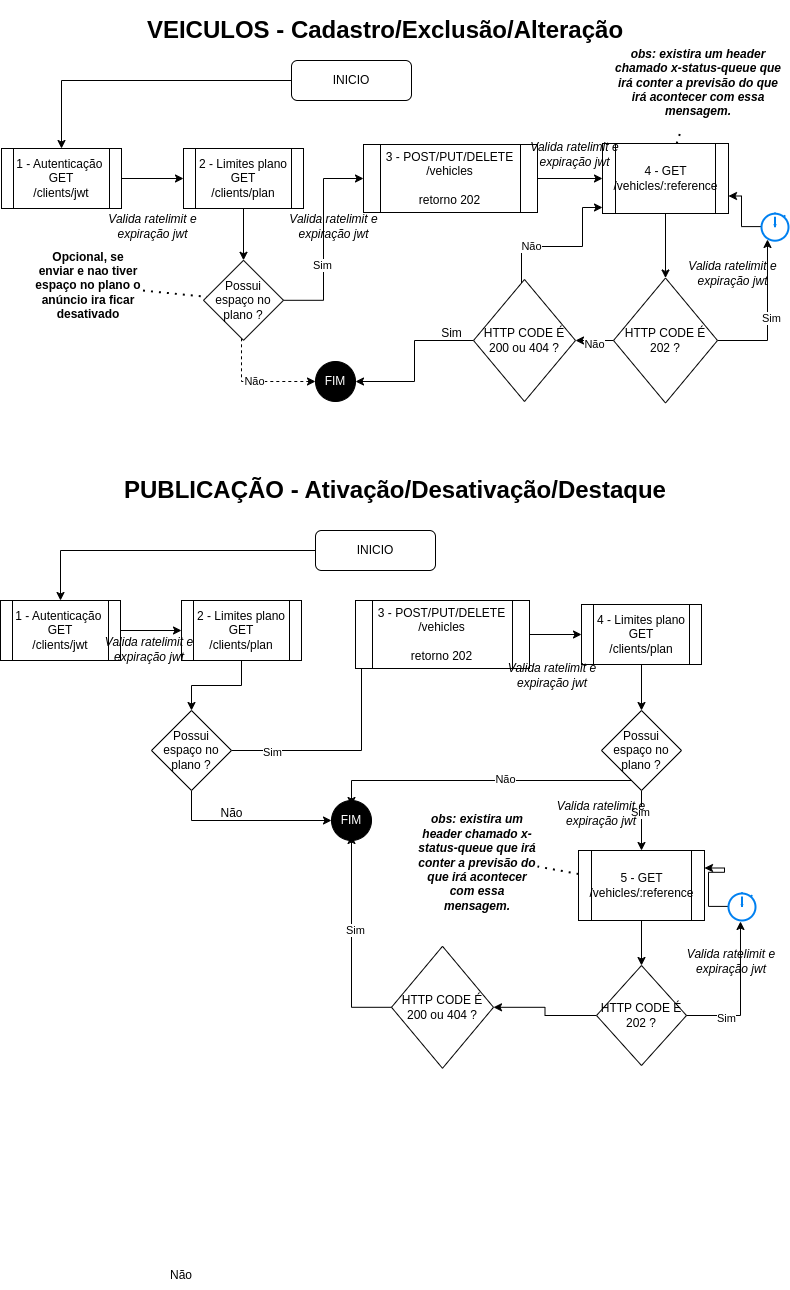 VEICULOS - Cadastro/Exclusão/Alteração
INICIO
obs: existira um header
chamado x-status-queue que
irá conter a previsão do que
irá acontecer com essa
mensagem.
1 - Autenticação
GET
/clients/jwt
2 - Limites plano
GET
/clients/plan
3 - POST/PUT/DELETE
/vehicles
retorno 202
Valida ratelimit e
expiração jwt
4 - GET
/vehicles/:reference
Valida ratelimit e
expiração jwt
Valida ratelimit e
expiração jwt
Opcional, se
enviar e nao tiver
espaço no plano o
anúncio ira ficar
desativado
Possui
espaço no
plano ?
Sim
Não
Valida ratelimit e
expiração jwt
Sim
HTTP CODE É
200 ou 404 ?
Não
HTTP CODE É
202 ?
Sim
Não
FIM
PUBLICAÇÃO - Ativação/Desativação/Destaque
INICIO
1 - Autenticação
GET
/clients/jwt
Valida ratelimit e
expiração jwt
2 - Limites plano
GET
/clients/plan
3 - POST/PUT/DELETE
/vehicles
retorno 202
Valida ratelimit e
expiração jwt
4 - Limites plano
GET
/clients/plan
Possui
espaço no
plano ?
Sim
Possui
espaço no
plano ?
Não
Não
FIM
Valida ratelimit e
expiração jwt
Sim
obs: existira um
header chamado x-
status-queue que irá
conter a previsão do
que irá acontecer
com essa
mensagem.
5 - GET
/vehicles/:reference
Sim
Valida ratelimit e
expiração jwt
HTTP CODE É
200 ou 404 ?
HTTP CODE É
202 ?
Sim
Não